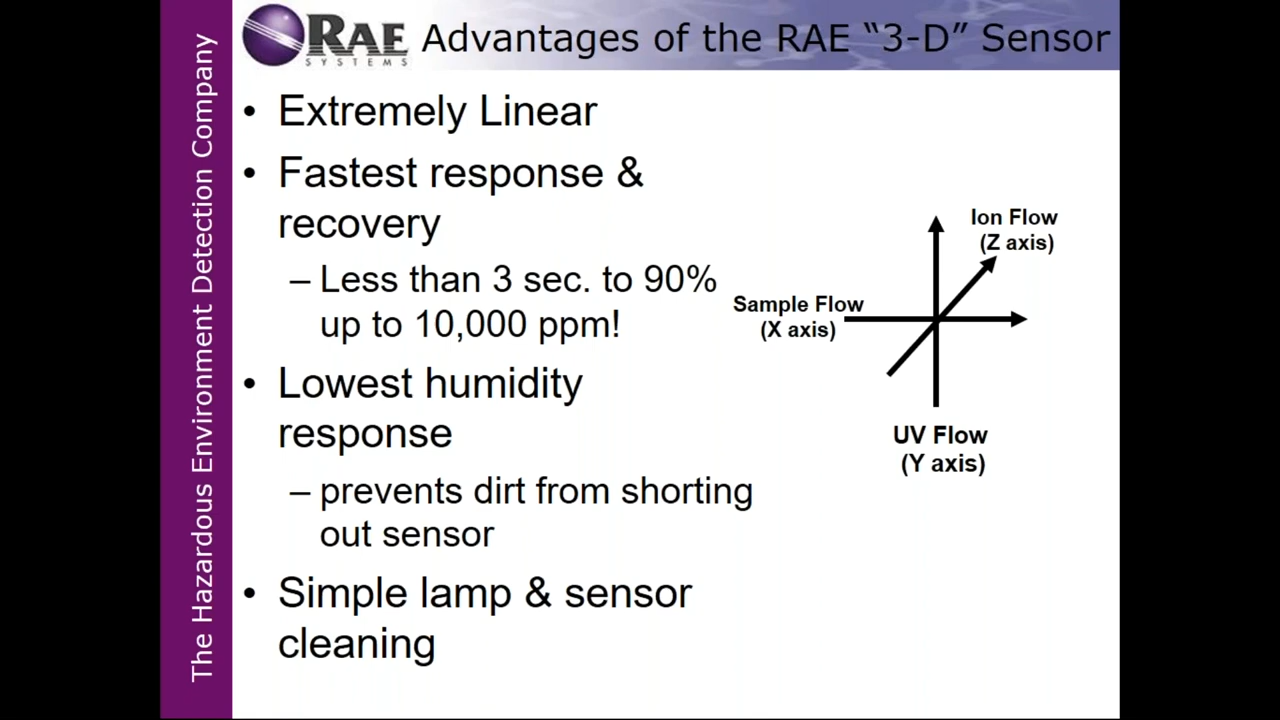 RAE
SYSTEMS
Advantages of the RAE “3-D” Sensor
The Hazardous Environment Detection Company
• Extremely Linear
• Fastest response &
recovery
– Less than 3 sec. to 90%
up to 10,000 ppm!
• Lowest humidity
response
– prevents dirt from shorting
out sensor
• Simple lamp & sensor
cleaning
Ion Flow
(Z axis)
Sample Flow
(X axis)
UV Flow
(Y axis)